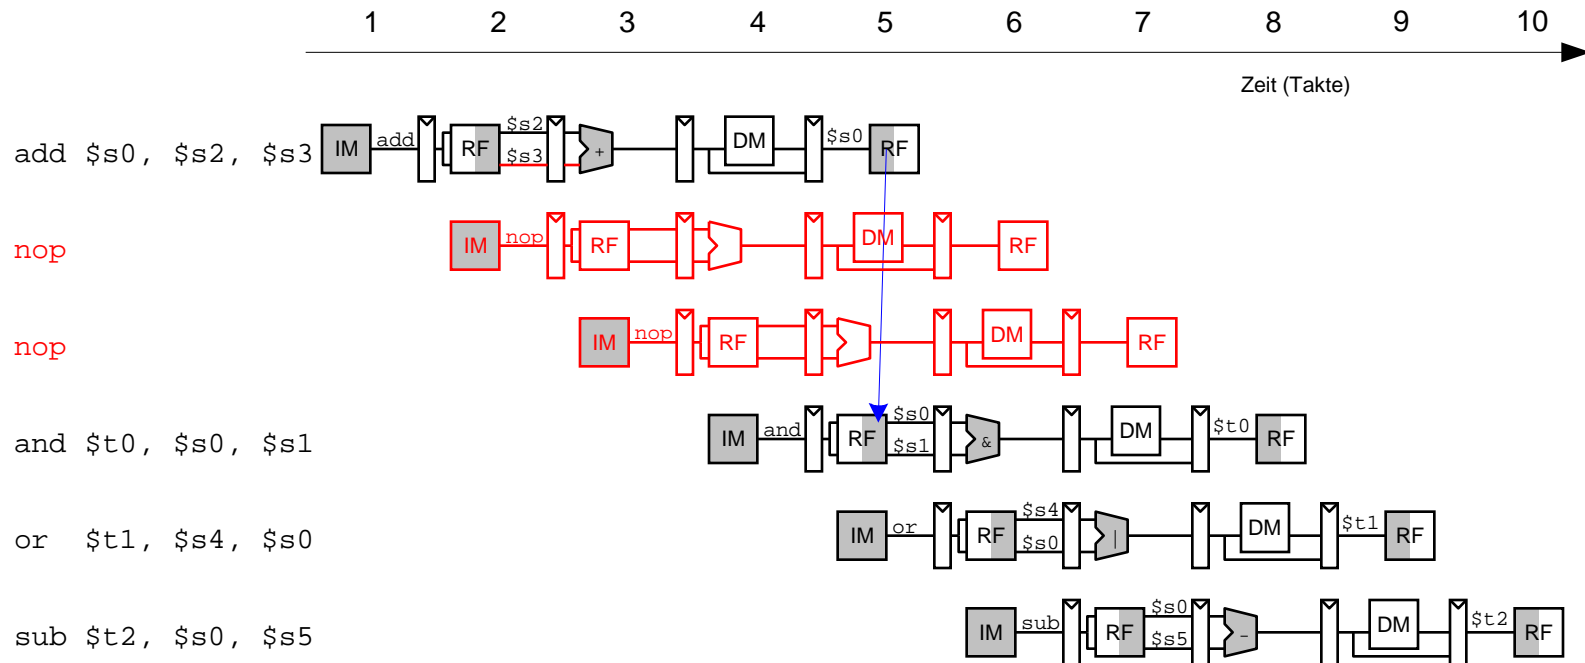 1 2 3 4 5 6 7 8 9 10
Zeit (Takte)
add $s0, $s2, $s3 IM add RF $s2 $s3 + DM $s0 RF
nop IM nop RF DM RF
nop IM nop RF DM RF
and $t0, $s0, $s1 IM and RF $s0 $s1 & DM $t0 RF
or $t1, $s4, $s0 IM or RF $s4 $s0 | DM $t1 RF
sub $t2, $s0, $s5 IM sub RF $s0 $s5 - DM $t2 RF